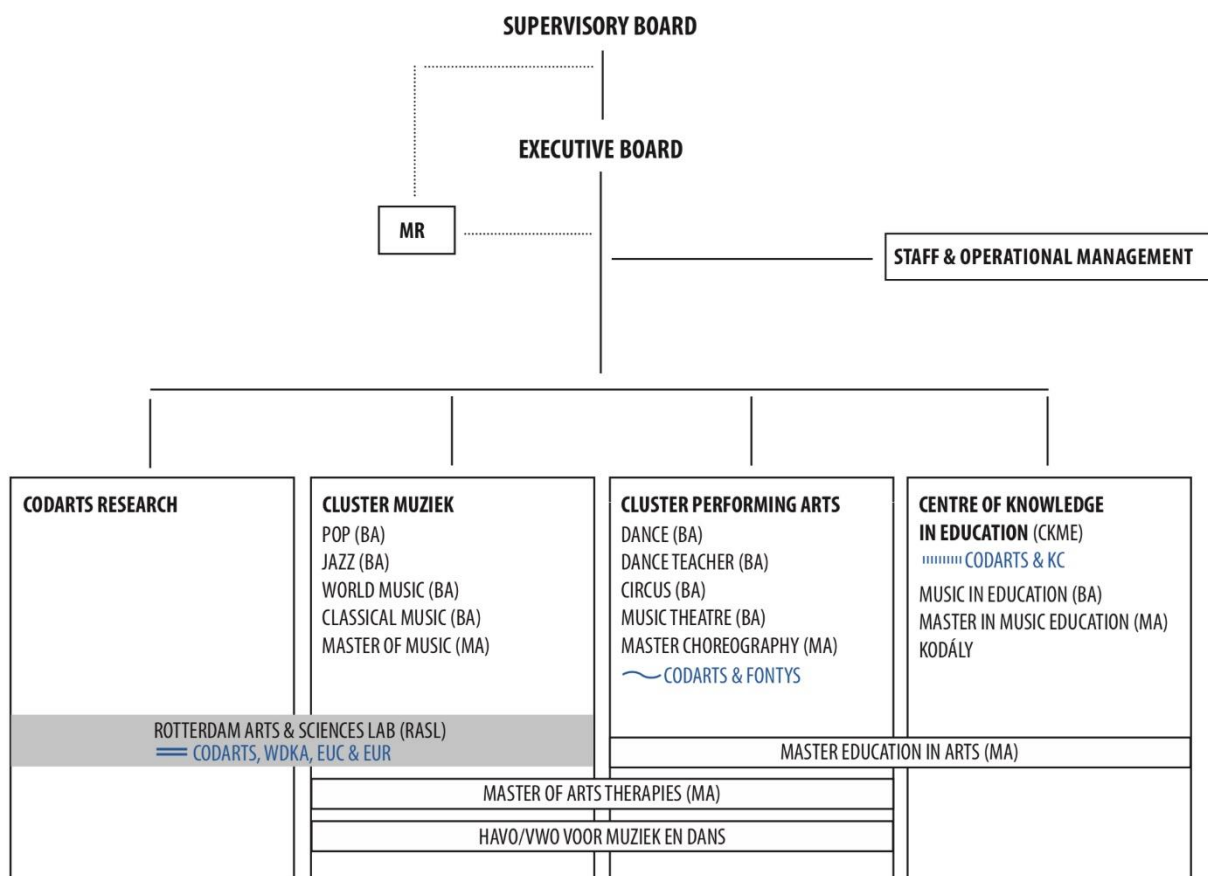 SUPERVISORY BOARD
EXECUTIVE BOARD
MR
STAFF & OPERATIONAL MANAGEMENT
CODARTS RESEARCH
CLUSTER MUZIEK
POP (BA)
JAZZ (BA)
WORLD MUSIC (BA)
CLASSICAL MUSIC (BA)
MASTER OF MUSIC (MA)
CLUSTER PERFORMING ARTS
DANCE (BA)
DANCE TEACHER (BA)
CIRCUS (BA)
MUSIC THEATRE (BA)
MASTER CHOREOGRAPHY (MA)
CODARTS & FONTYS
CENTRE OF KNOWLEDGE
IN EDUCATION (CKME)
CODARTS & KC
MUSIC IN EDUCATION (BA)
MASTER IN MUSIC EDUCATION (MA)
KODÁLY
ROTTERDAM ARTS & SCIENCES LAB (RASL)
CODARTS, WDKA, EUC & EUR
MASTER EDUCATION IN ARTS (MA)
MASTER OF ARTS THERAPIES (MA)
HAVO/VWO VOOR MUZIEK EN DANS